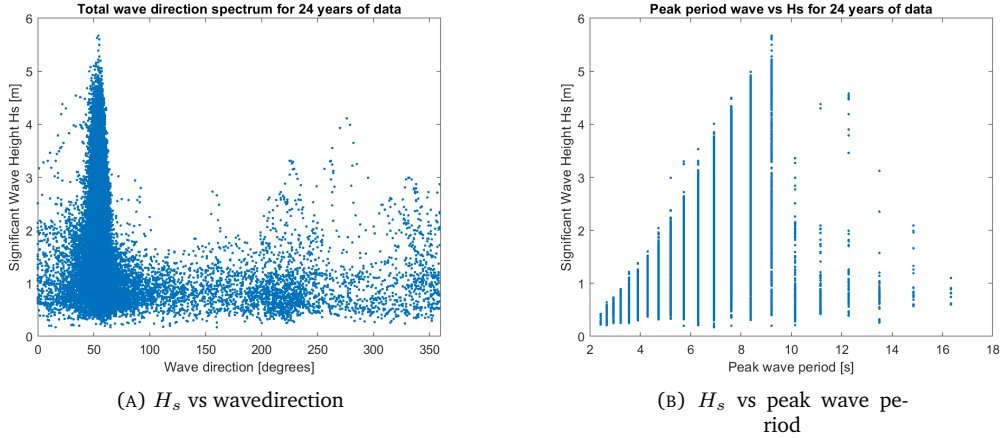 Total wave direction spectrum for 24 years of data
6
5
4
3
2
1
0
Significant Wave Height Hs [m]
0 50 100 150 200 250 300 350
Wave direction [degrees]
(A) Hs vs wavedirection
Peak period wave vs Hs for 24 years of data
6
5
4
3
2
1
0
Significant Wave Height Hs [m]
2 4 6 8 10 12 14 16 18
Peak wave period [s]
(B) Hs vs peak wave pe-
riod